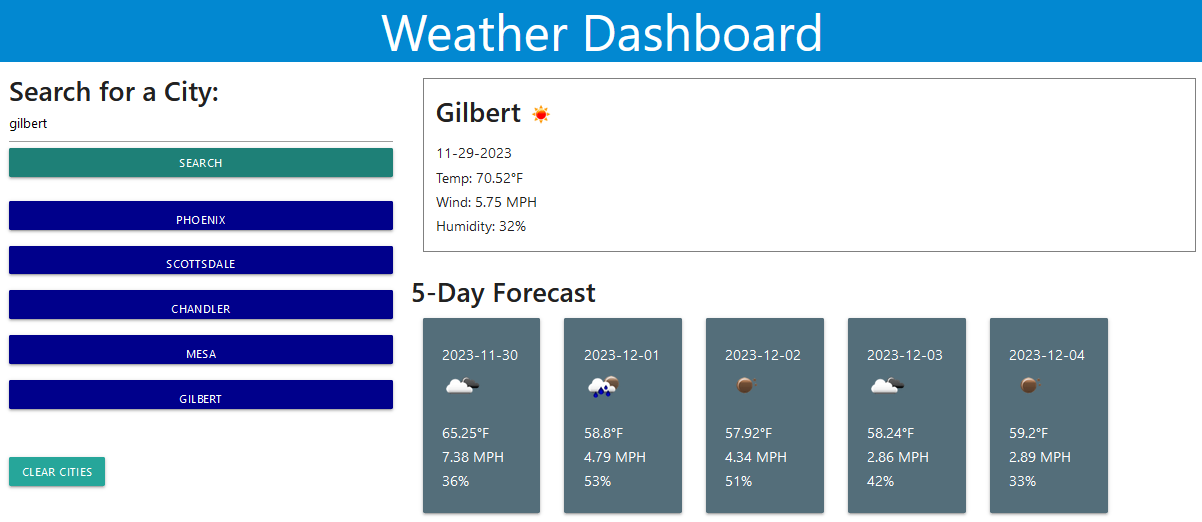 Weather Dashboard
Search for a City:
gilbert
SEARCH
PHOENIX
SCOTTSDALE
CHANDLER
MESA
GILBERT
CLEAR CITIES
Gilbert
11-29-2023
Temp: 70.52°F
Wind: 5.75 MPH
Humidity: 32%
5-Day Forecast
2023-11-30
65.25°F
7.38 MPH
36%
2023-12-01
58.8°F
4.79 MPH
53%
2023-12-02
57.92°F
4.34 MPH
51%
2023-12-03
58.24°F
2.86 MPH
42%
2023-12-04
59.2°F
2.89 MPH
33%